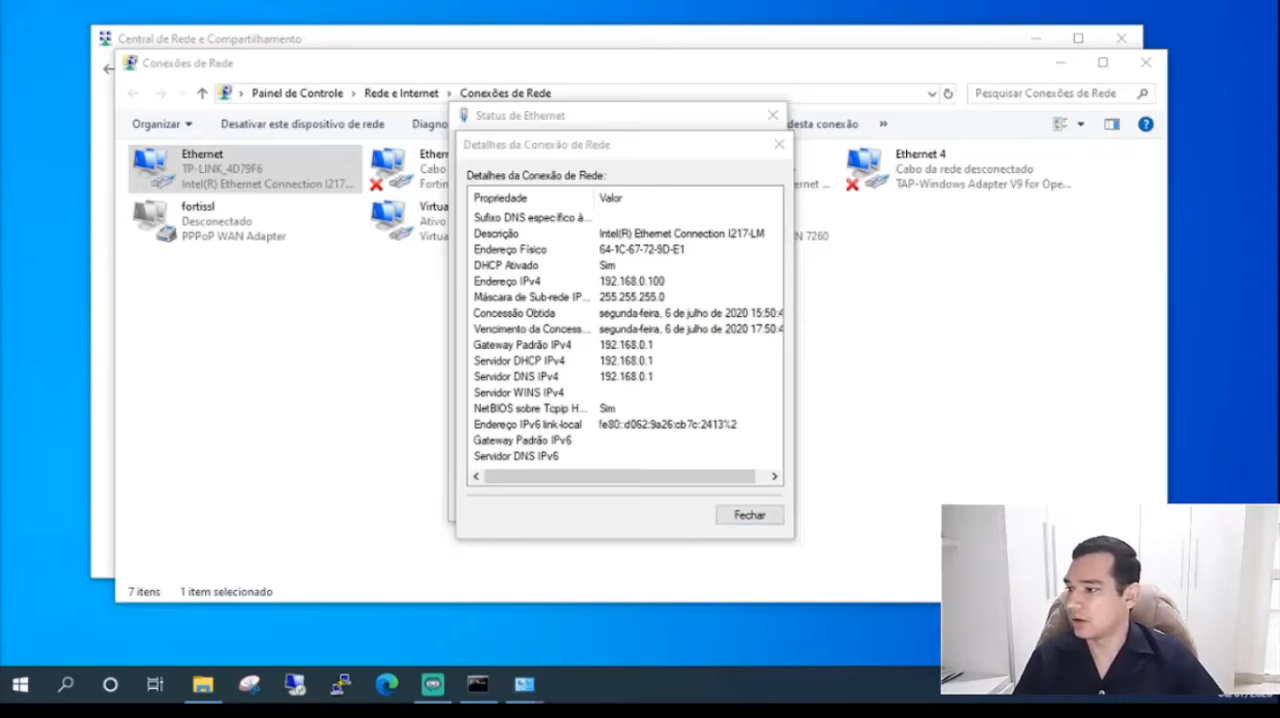 Central de Rede e Compartilhamento
Conexões de Rede
Painel de Controle > Rede e Internet > Conexões de Rede
Pesquisar Conexões de Rede
Organizar
Desativar este dispositivo de rede
Diagno
desta conexão
»
Ethernet
TP-LINK_4D79F6
Intel(R) Ethernet Connection I217...
Ethern
Cabo
Fortin
ernet ...
Ethernet 4
Cabo da rede desconectado
TAP-Windows Adapter V9 for Ope...
fortissl
Desconectado
PPPoP WAN Adapter
Virtua
Ativo
Virtua
N 7260
Status de Ethernet
Detalhes da Conexão de Rede
Detalhes da Conexão de Rede:
Propriedade Valor
Sufixo DNS específico à...
Descrição Intel(R) Ethernet Connection I217-LM
Endereço Físico 64-1C-67-72-9D-E1
DHCP Ativado Sim
Endereço IPv4 192.168.0.100
Máscara de Sub-rede IP... 255.255.255.0
Concessão Obtida segunda-feira, 6 de julho de 2020 15:50:4
Vencimento da Concess... segunda-feira, 6 de julho de 2020 17:50:4
Gateway Padrão IPv4 192.168.0.1
Servidor DHCP IPv4 192.168.0.1
Servidor DNS IPv4 192.168.0.1
Servidor WINS IPv4
NetBIOS sobre Tcpip H... Sim
Endereço IPv6 link-local fe80::d062:9a26:cb7c:2413%2
Gateway Padrão IPv6
Servidor DNS IPv6
Fechar
7 itens 1 item selecionado